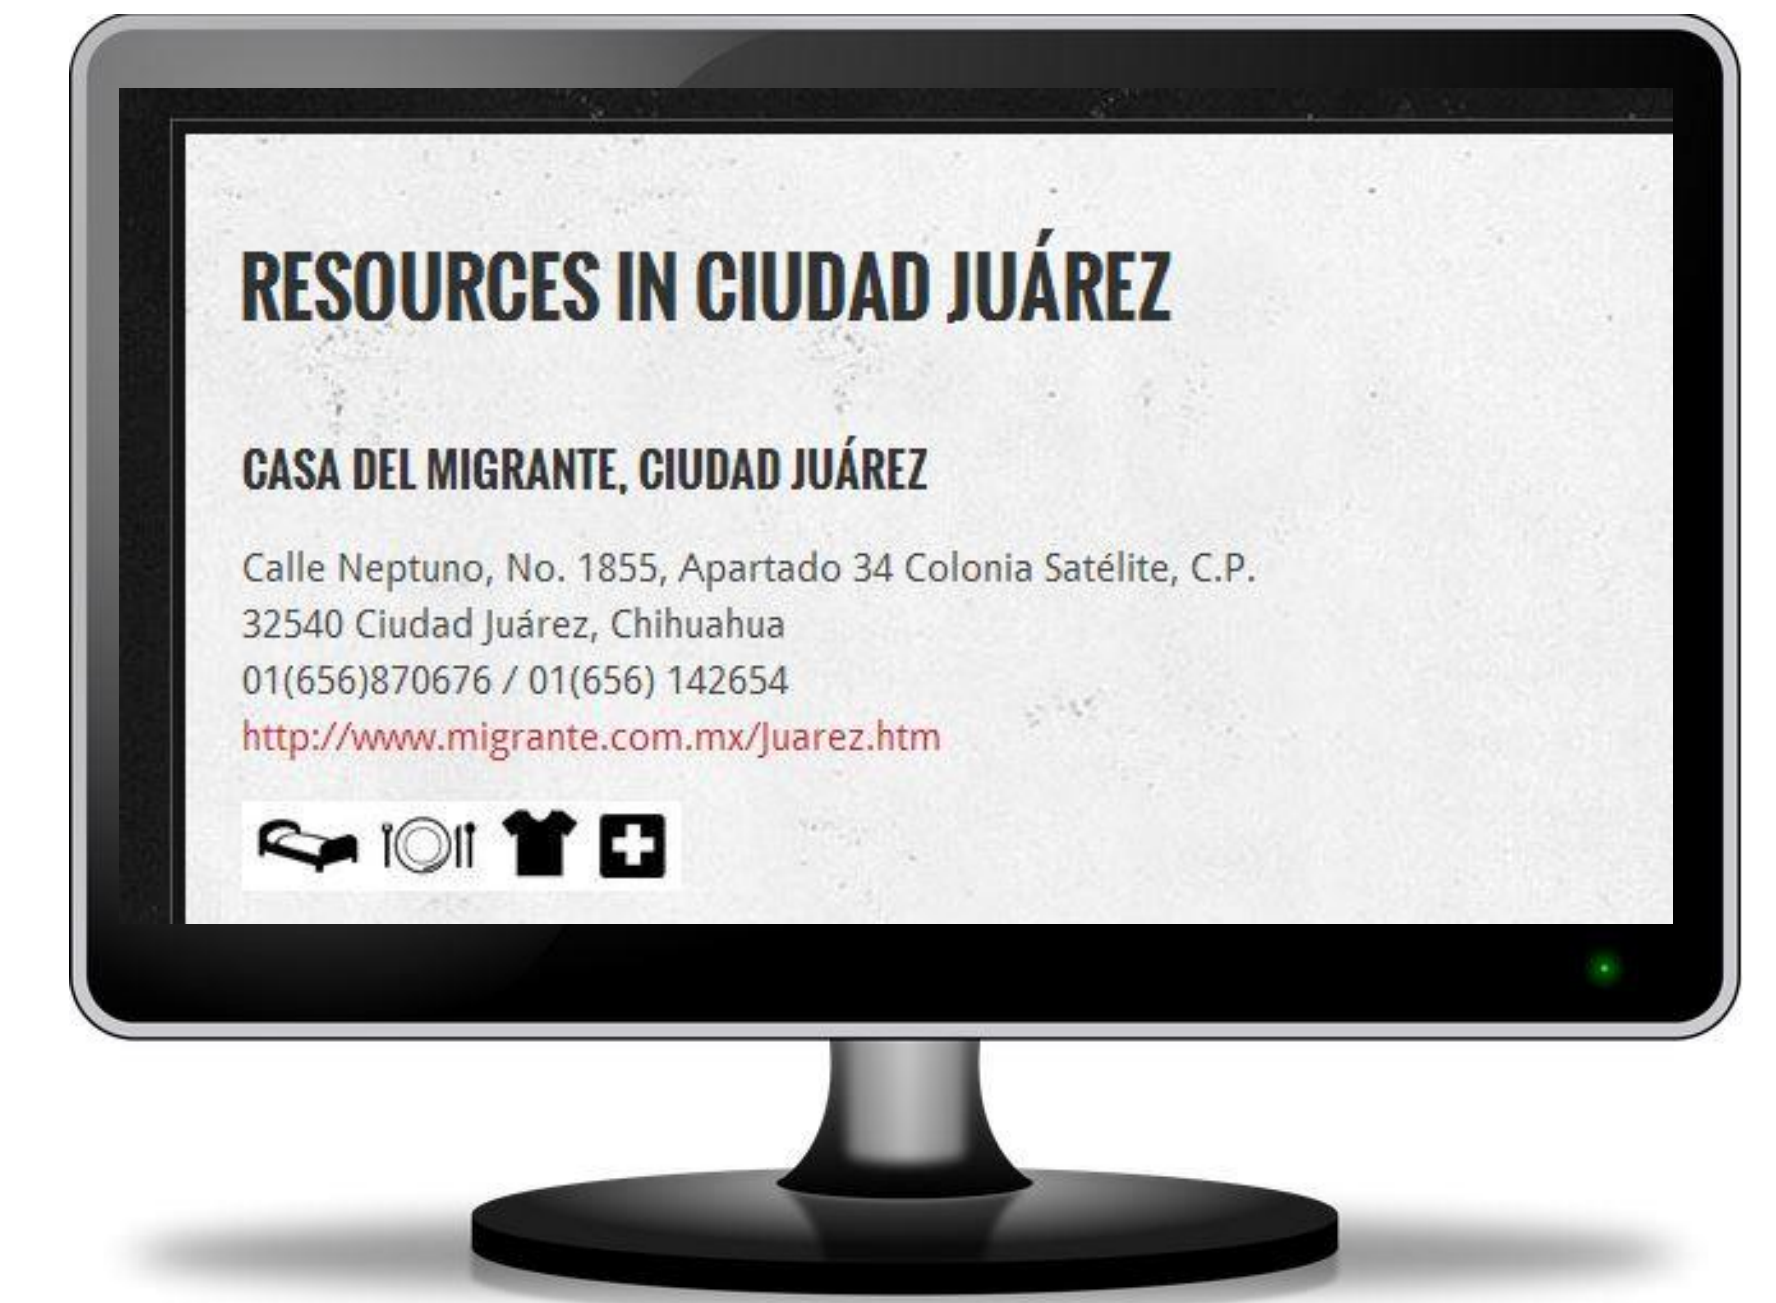 RESOURCES IN CIUDAD JUÁREZ
CASA DEL MIGRANTE, CIUDAD JUÁREZ
Calle Neptuno, No. 1855, Apartado 34 Colonia Satélite, C.P.
32540 Ciudad Juárez, Chihuahua
01(656)870676 / 01(656) 142654
http://www.migrante.com.mx/Juarez.htm